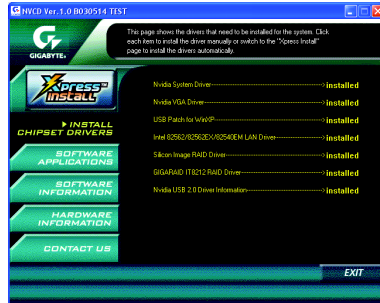 NVCD Ver.1.0 B030514 TEST
GIGABYTE
This page shows the drivers that need to be installed for the system. Click
each item to install the driver manually or switch to the "Xpress Install"
page to install the drivers automatically.
Xpress
Install
INSTALL
CHIPSET DRIVERS
SOFTWARE
APPLICATIONS
SOFTWARE
INFORMATION
HARDWARE
INFORMATION
CONTACT US
Nvidia System Driver------------------------------------>installed
Nvidia VGA Driver------------------------------------>installed
USB Patch for WinXP------------------------------------>installed
Intel 82562/82562EX/82540EM LAN Driver----------------->installed
Silicon Image RAID Driver------------------------------>installed
GIGARAID IT8212 RAID Driver---------------------------->installed
Nvidia USB 2.0 Driver Information---------------------->installed
EXIT